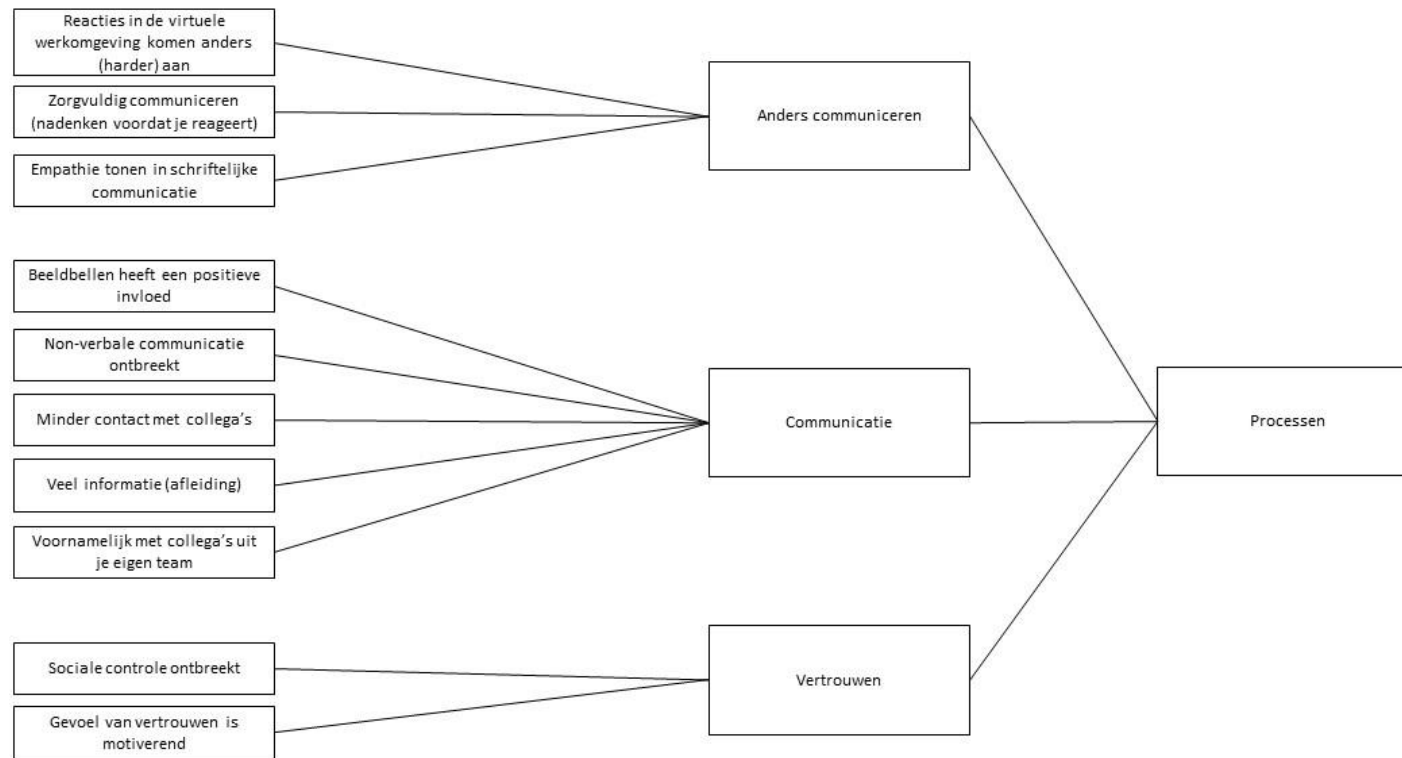 Reacties in de virtuele
werkomgeving komen anders
(harder) aan
Zorgvuldig communiceren
(nadenken voordat je reageert)
Empathie tonen in schriftelijke
communicatie
Anders communiceren
Beeldbellen heeft een positieve
invloed
Non-verbale communicatie
ontbreekt
Minder contact met collega's
Veel informatie (afleiding)
Voornamelijk met collega's uit
je eigen team
Communicatie
Processen
Sociale controle ontbreekt
Gevoel van vertrouwen is
motiverend
Vertrouwen